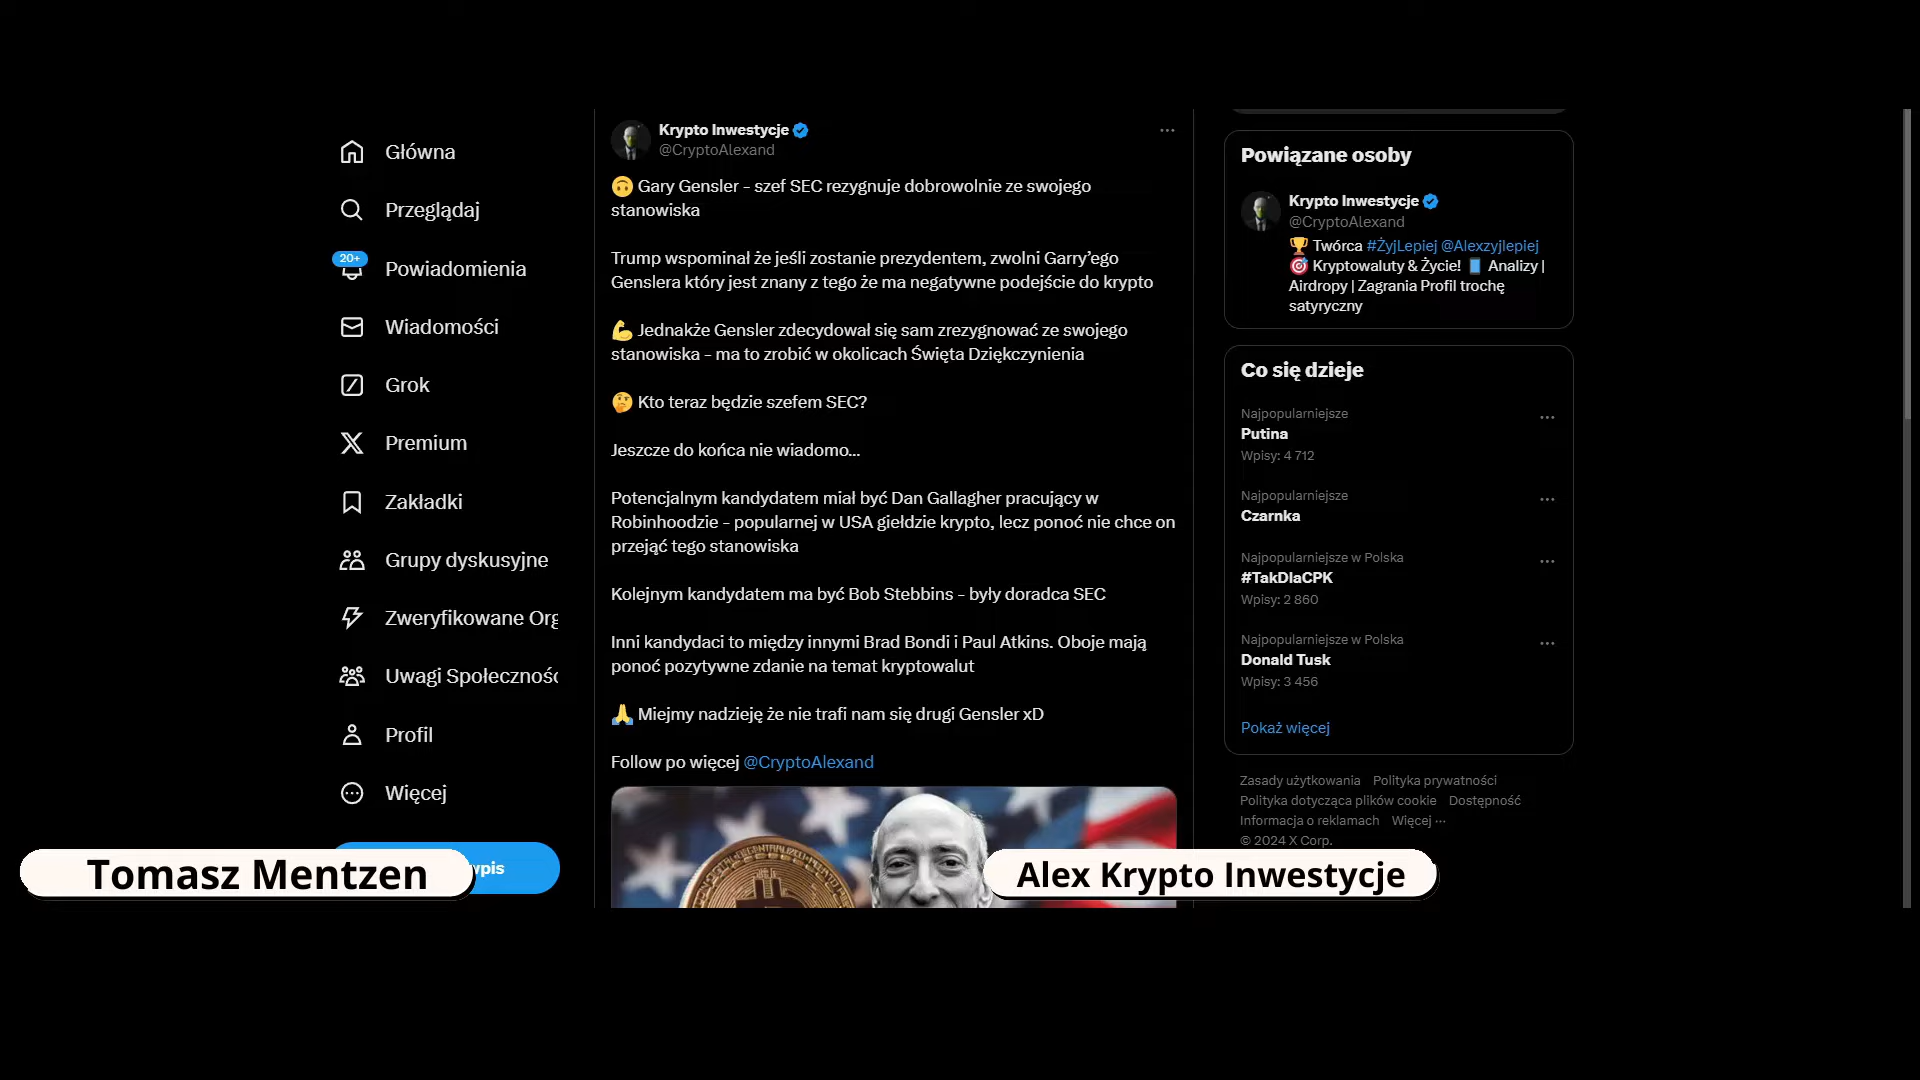 Główna
Przeglądaj
20+
Powiadomienia
Wiadomości
Grok
Premium
Zakładki
Grupy dyskusyjne
Zweryfikowane Org
Uwagi Społecznośc
Profil
Więcej
Krypto Inwestycje
@CryptoAlexand
Gary Gensler - szef SEC rezygnuje dobrowolnie ze swojego
stanowiska
Trump wspominał że jeśli zostanie prezydentem, zwolni Garry’ego
Genslera który jest znany z tego że ma negatywne podejście do krypto
Jednakże Gensler zdecydował się sam zrezygnować ze swojego
stanowiska - ma to zrobić w okolicach Święta Dziękczynienia
Kto teraz będzie szefem SEC?
Jeszcze do końca nie wiadomo...
Potencjalnym kandydatem miał być Dan Gallagher pracujący w
Robinhoodzie - popularnej w USA giełdzie krypto, lecz ponoć nie chce on
przejąć tego stanowiska
Kolejnym kandydatem ma być Bob Stebbins - były doradca SEC
Inni kandydaci to między innymi Brad Bondi i Paul Atkins. Oboje mają
ponoć pozytywne zdanie na temat kryptowalut
Miejmy nadzieję że nie trafi nam się drugi Gensler xD
Follow po więcej @CryptoAlexand
Powiązane osoby
Krypto Inwestycje
@CryptoAlexand
Twórca #ŻyjLepiej @Alexzyjlepiej
Kryptowaluty & Życie! Analizy |
Airdropy | Zagrania Profil trochę
satyryczny
Co się dzieje
Najpopularniejsze
Putina
Wpisy: 4 712
Najpopularniejsze
Czarnka
Najpopularniejsze w Polska
#TakDlaCPK
Wpisy: 2 860
Najpopularniejsze w Polska
Donald Tusk
Wpisy: 3 456
Pokaż więcej
Zasady użytkowania Polityka prywatności
Polityka dotycząca plików cookie Dostępność
Informacja o reklamach Więcej ...
© 2024 X Corp.
Tomasz Mentzen
Alex Krypto Inwestycje